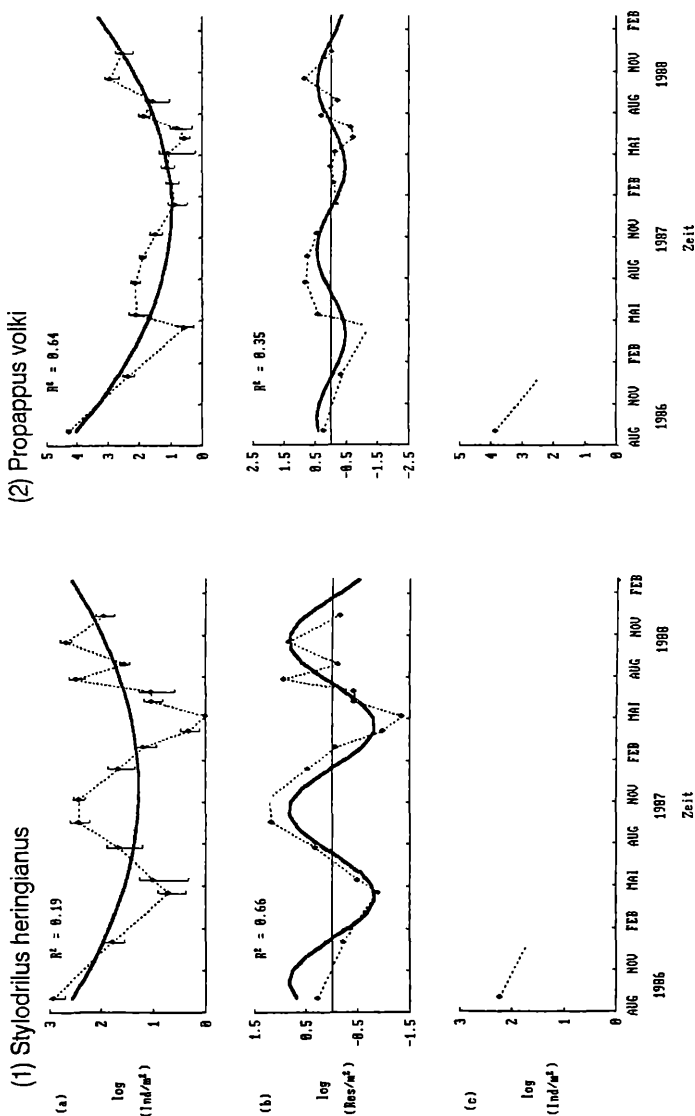 (1) Stylodrilus heringianus
(a)
log
(Ind/m²)
3
2
1
0
R² = 0.19
(b)
log
(Res/m²)
1.5
0.5
-0.5
-1.5
R² = 0.66
(c)
log
(Ind/m²)
3
2
1
0
AUG NOV FEB MAI AUG NOV FEB MAI AUG NOV FEB
1986 1987 1988
Zeit
(2) Propappus volki
5
4
3
2
1
0
R² = 0.64
2.5
1.5
0.5
-0.5
-1.5
-2.5
R² = 0.35
5
4
3
2
1
0
AUG NOV FEB MAI AUG NOV FEB MAI AUG NOV FEB
1986 1987 1988
Zeit